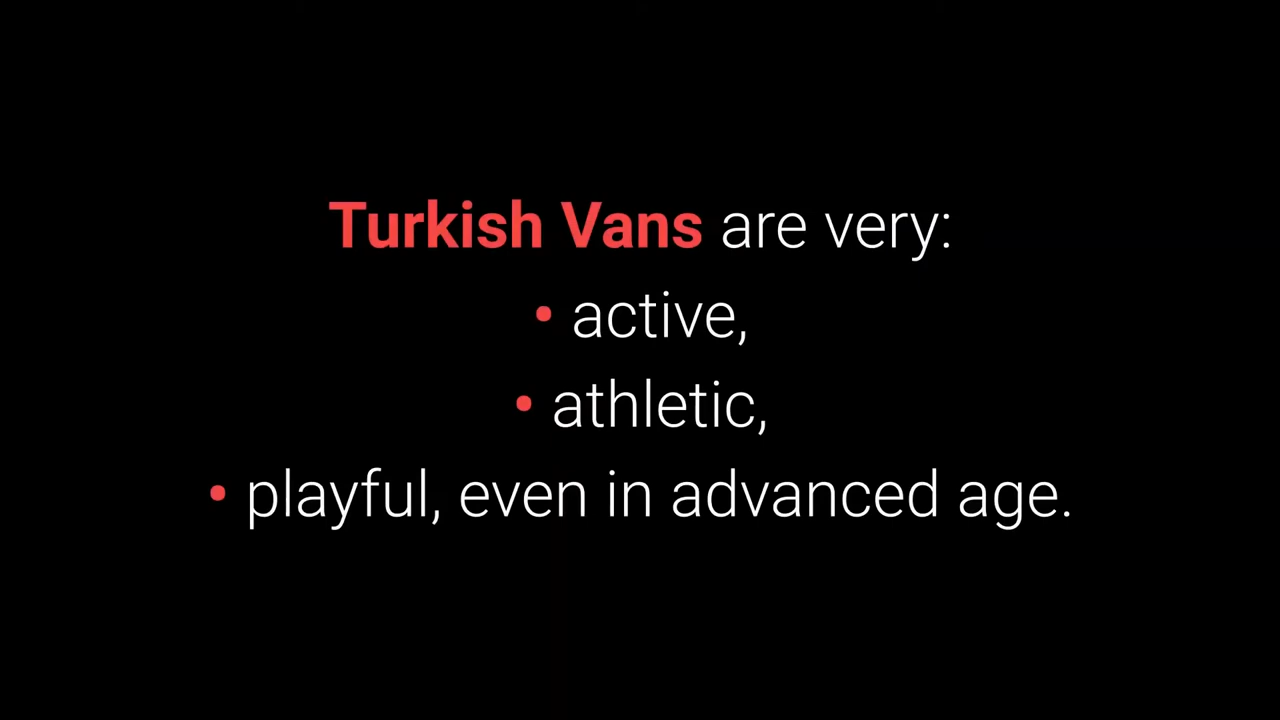 Turkish Vans are very:
• active,
• athletic,
• playful, even in advanced age.